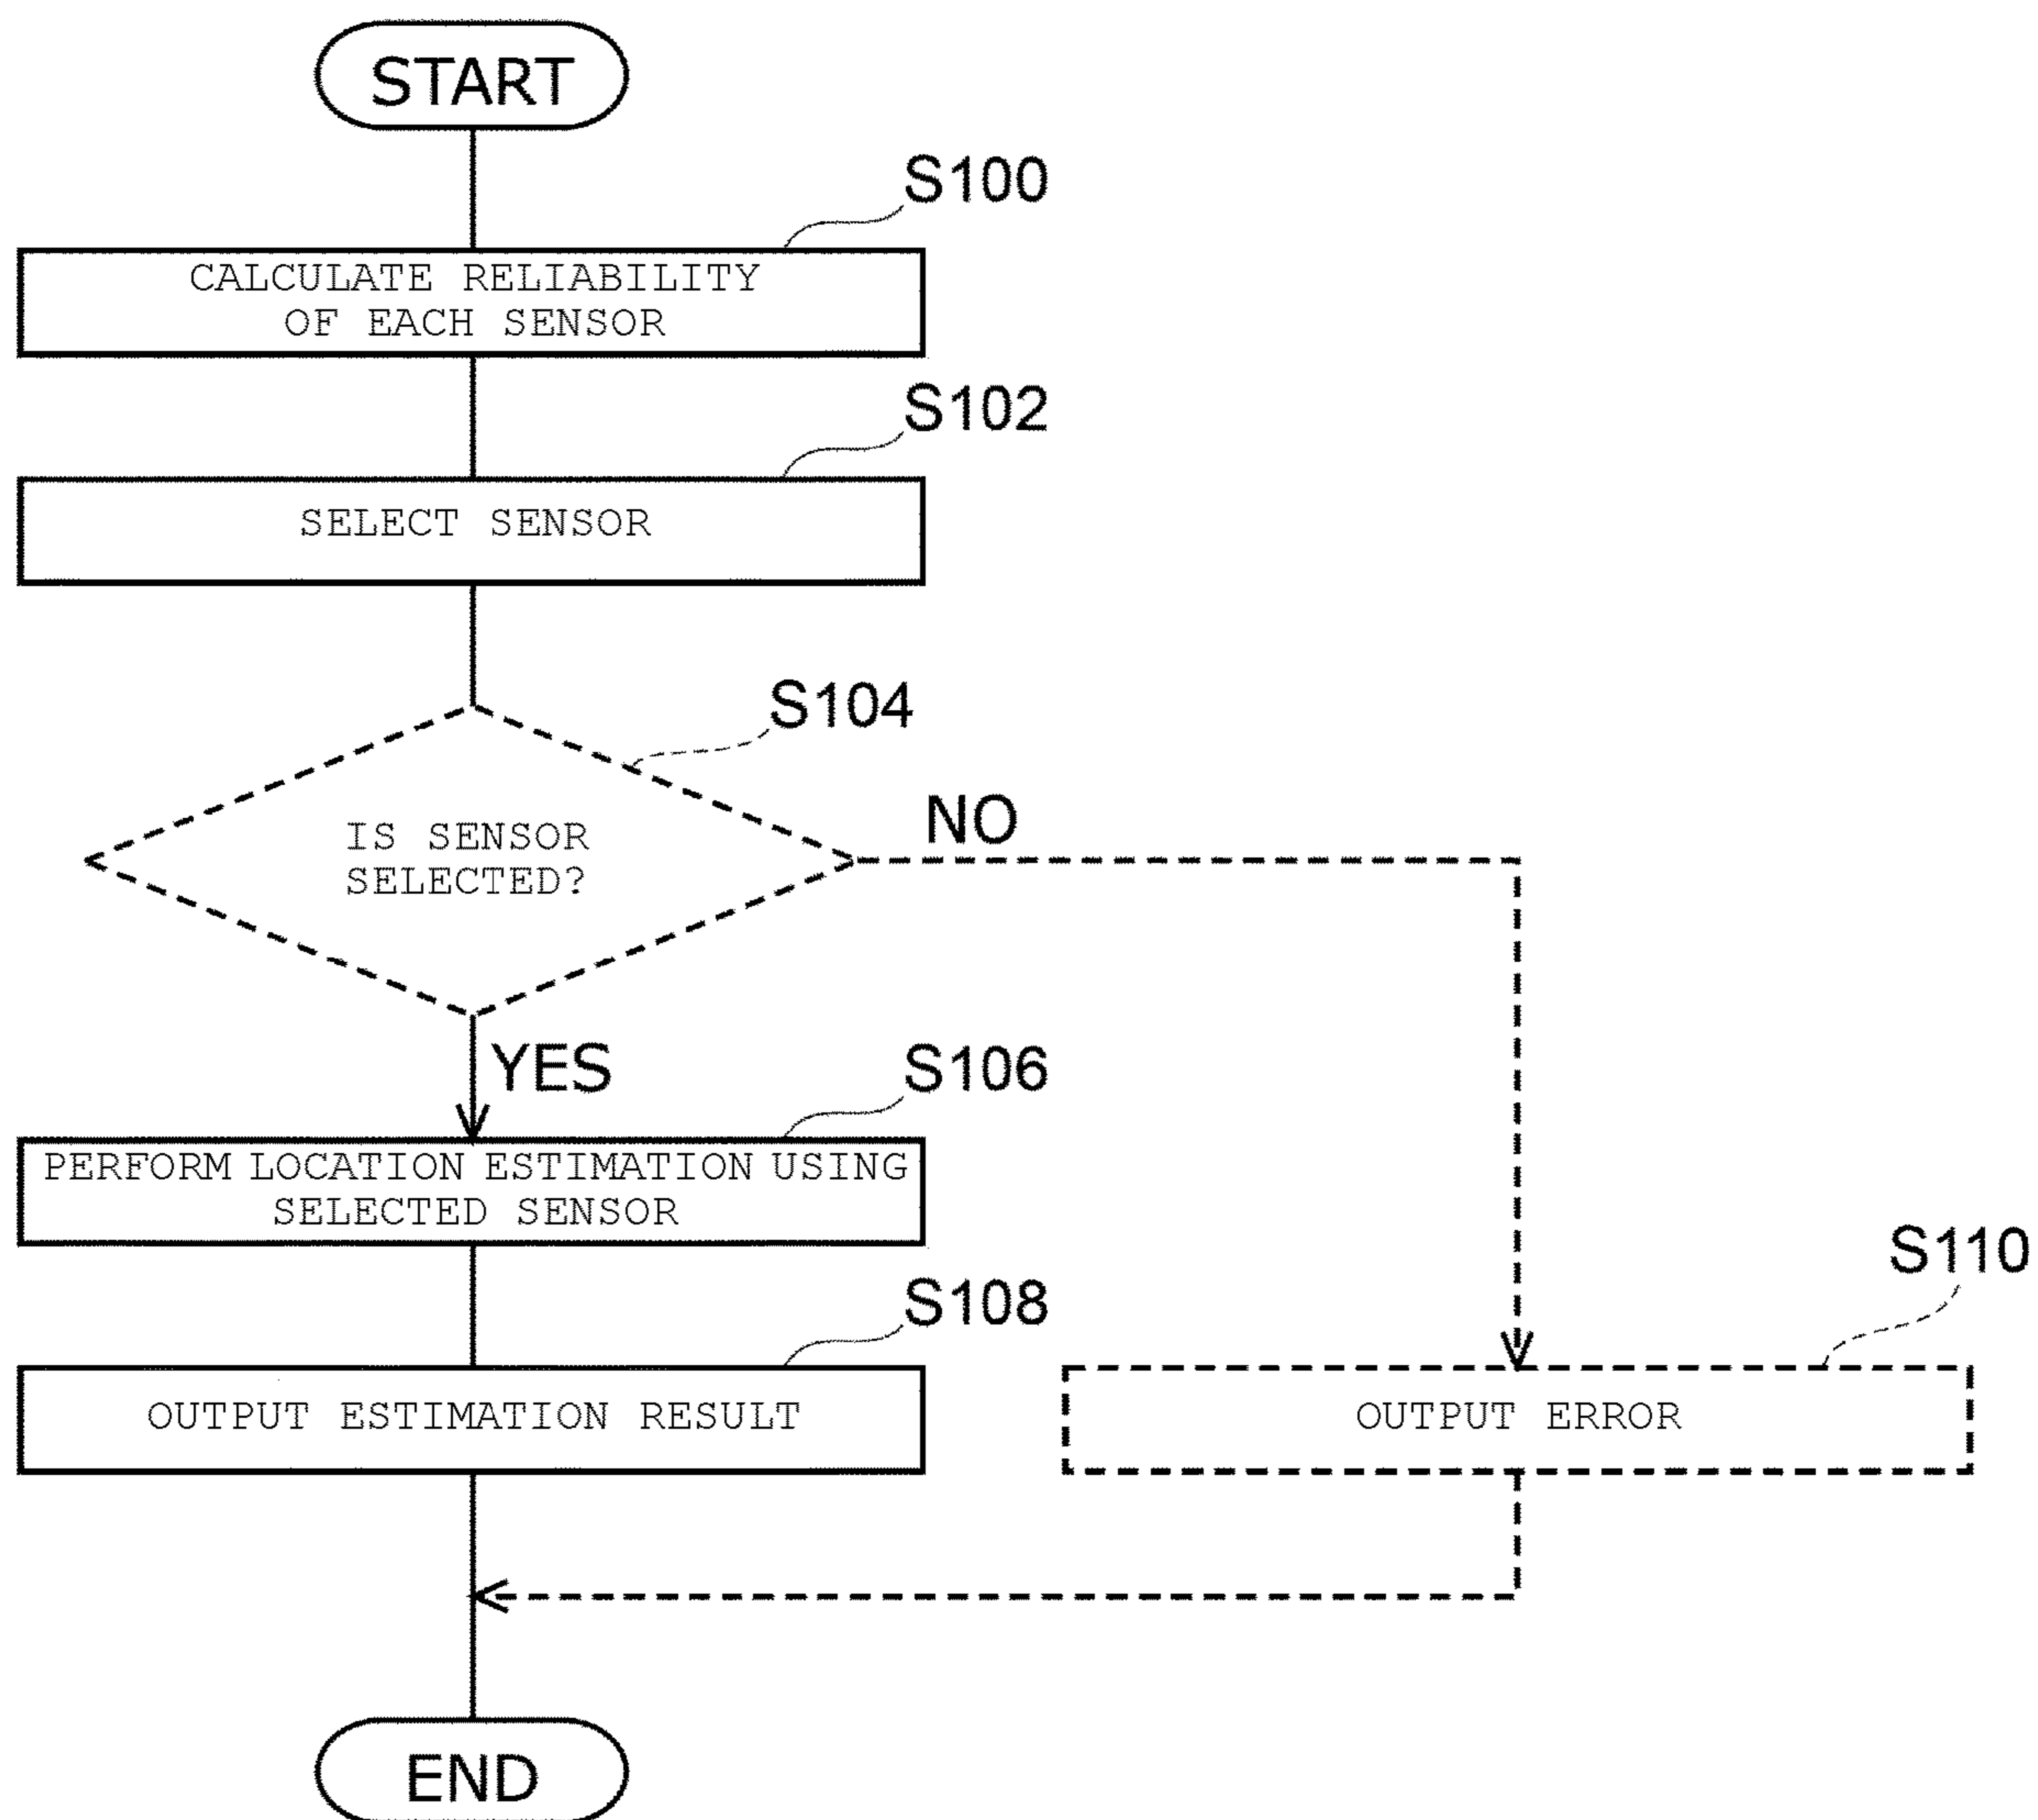 START
S100
CALCULATE RELIABILITY
OF EACH SENSOR
S102
SELECT SENSOR
S104
IS SENSOR
SELECTED?
NO
YES
S106
PERFORM LOCATION ESTIMATION USING
SELECTED SENSOR
S108
OUTPUT ESTIMATION RESULT
S110
OUTPUT ERROR
END